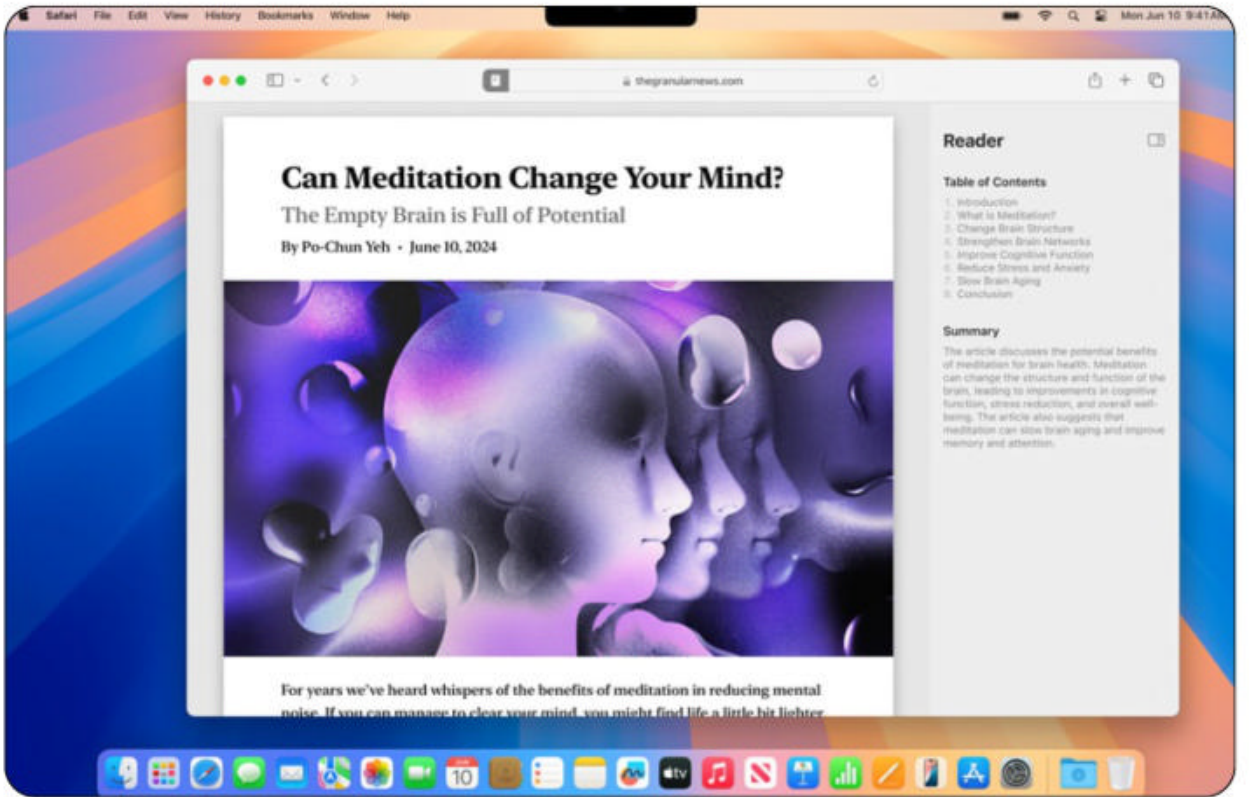 Safari File Edit View History Bookmarks Window Help
Mon Jun 10 9:41 AM
thegranularnews.com
Can Meditation Change Your Mind?
The Empty Brain is Full of Potential
By Po-Chun Yeh • June 10, 2024
For years we've heard whispers of the benefits of meditation in reducing mental
noise. If you can manage to clear your mind, you might find life a little bit lighter
Reader
Table of Contents
1. Introduction
2. What is Meditation?
3. Change Brain Structure
4. Strengthen Brain Networks
5. Improve Cognitive Function
6. Reduce Stress and Anxiety
7. Slow Brain Aging
8. Conclusion
Summary
The article discusses the potential benefits
of meditation for brain health. Meditation
can change the structure and function of the
brain, leading to improvements in cognitive
function, stress reduction, and overall well-
being. The article also suggests that
meditation can slow brain aging and improve
memory and attention.
10
tv